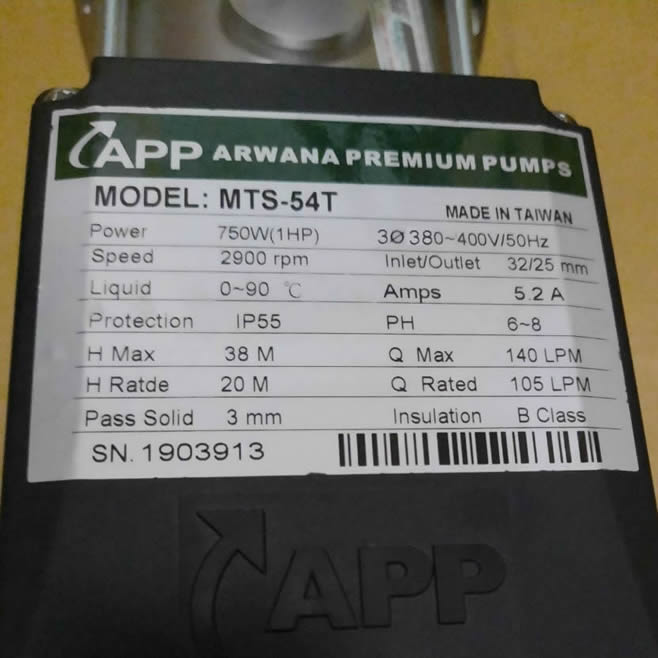 APP ARWANA PREMIUM PUMPS
MODEL: MTS-54T
MADE IN TAIWAN
Power 750W(1HP) 3Ø 380~400V/50Hz
Speed 2900 rpm Inlet/Outlet 32/25 mm
Liquid 0~90 ℃ Amps 5.2 A
Protection IP55 PH 6~8
H Max 38 M Q Max 140 LPM
H Ratde 20 M Q Rated 105 LPM
Pass Solid 3 mm Insulation B Class
SN. 1903913
APP